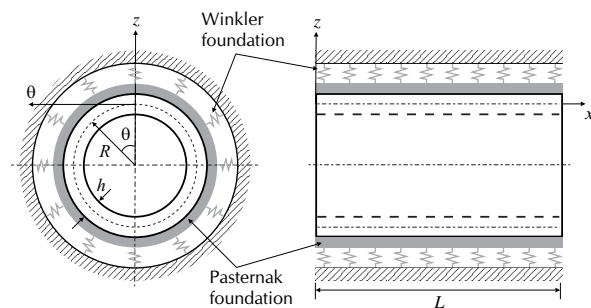 Winkler
foundation
z
z
θ
θ
R
h
x
Pasternak
foundation
L